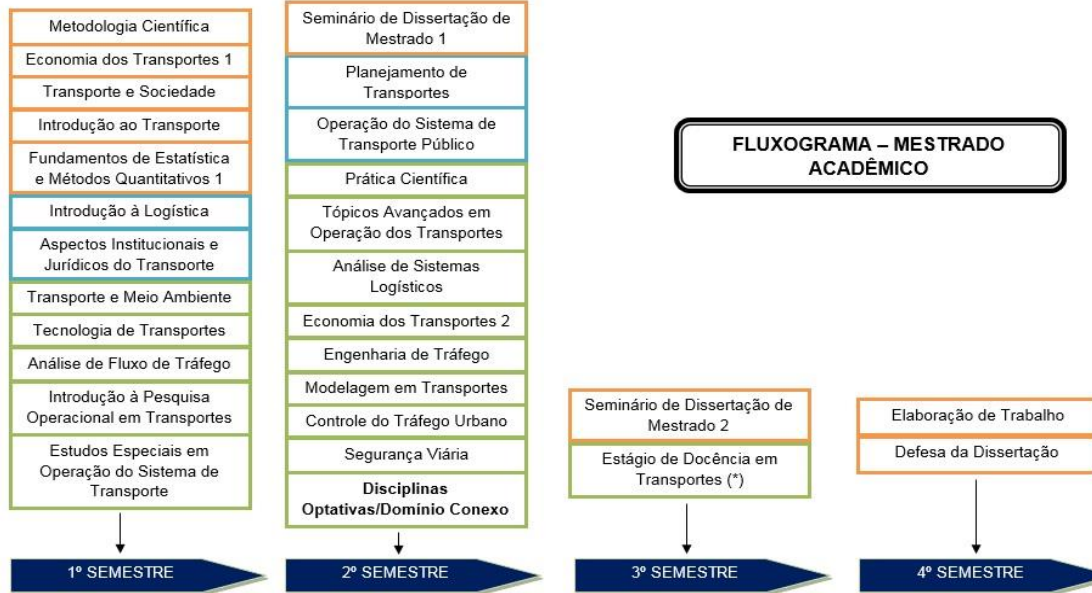 Metodologia Científica
Economia dos Transportes 1
Transporte e Sociedade
Introdução ao Transporte
Fundamentos de Estatística
e Métodos Quantitativos 1
Introdução à Logística
Aspectos Institucionais e
Jurídicos do Transporte
Transporte e Meio Ambiente
Tecnologia de Transportes
Análise de Fluxo de Tráfego
Introdução à Pesquisa
Operacional em Transportes
Estudos Especiais em
Operação do Sistema de
Transporte
1º SEMESTRE
Seminário de Dissertação de
Mestrado 1
Planejamento de
Transportes
Operação do Sistema de
Transporte Público
Prática Científica
Tópicos Avançados em
Operação dos Transportes
Análise de Sistemas
Logísticos
Economia dos Transportes 2
Engenharia de Tráfego
Modelagem em Transportes
Controle do Tráfego Urbano
Segurança Viária
Disciplinas
Optativas/Domínio Conexo
2º SEMESTRE
FLUXOGRAMA – MESTRADO
ACADÊMICO
Seminário de Dissertação de
Mestrado 2
Estágio de Docência em
Transportes (*)
3º SEMESTRE
Elaboração de Trabalho
Defesa da Dissertação
4º SEMESTRE